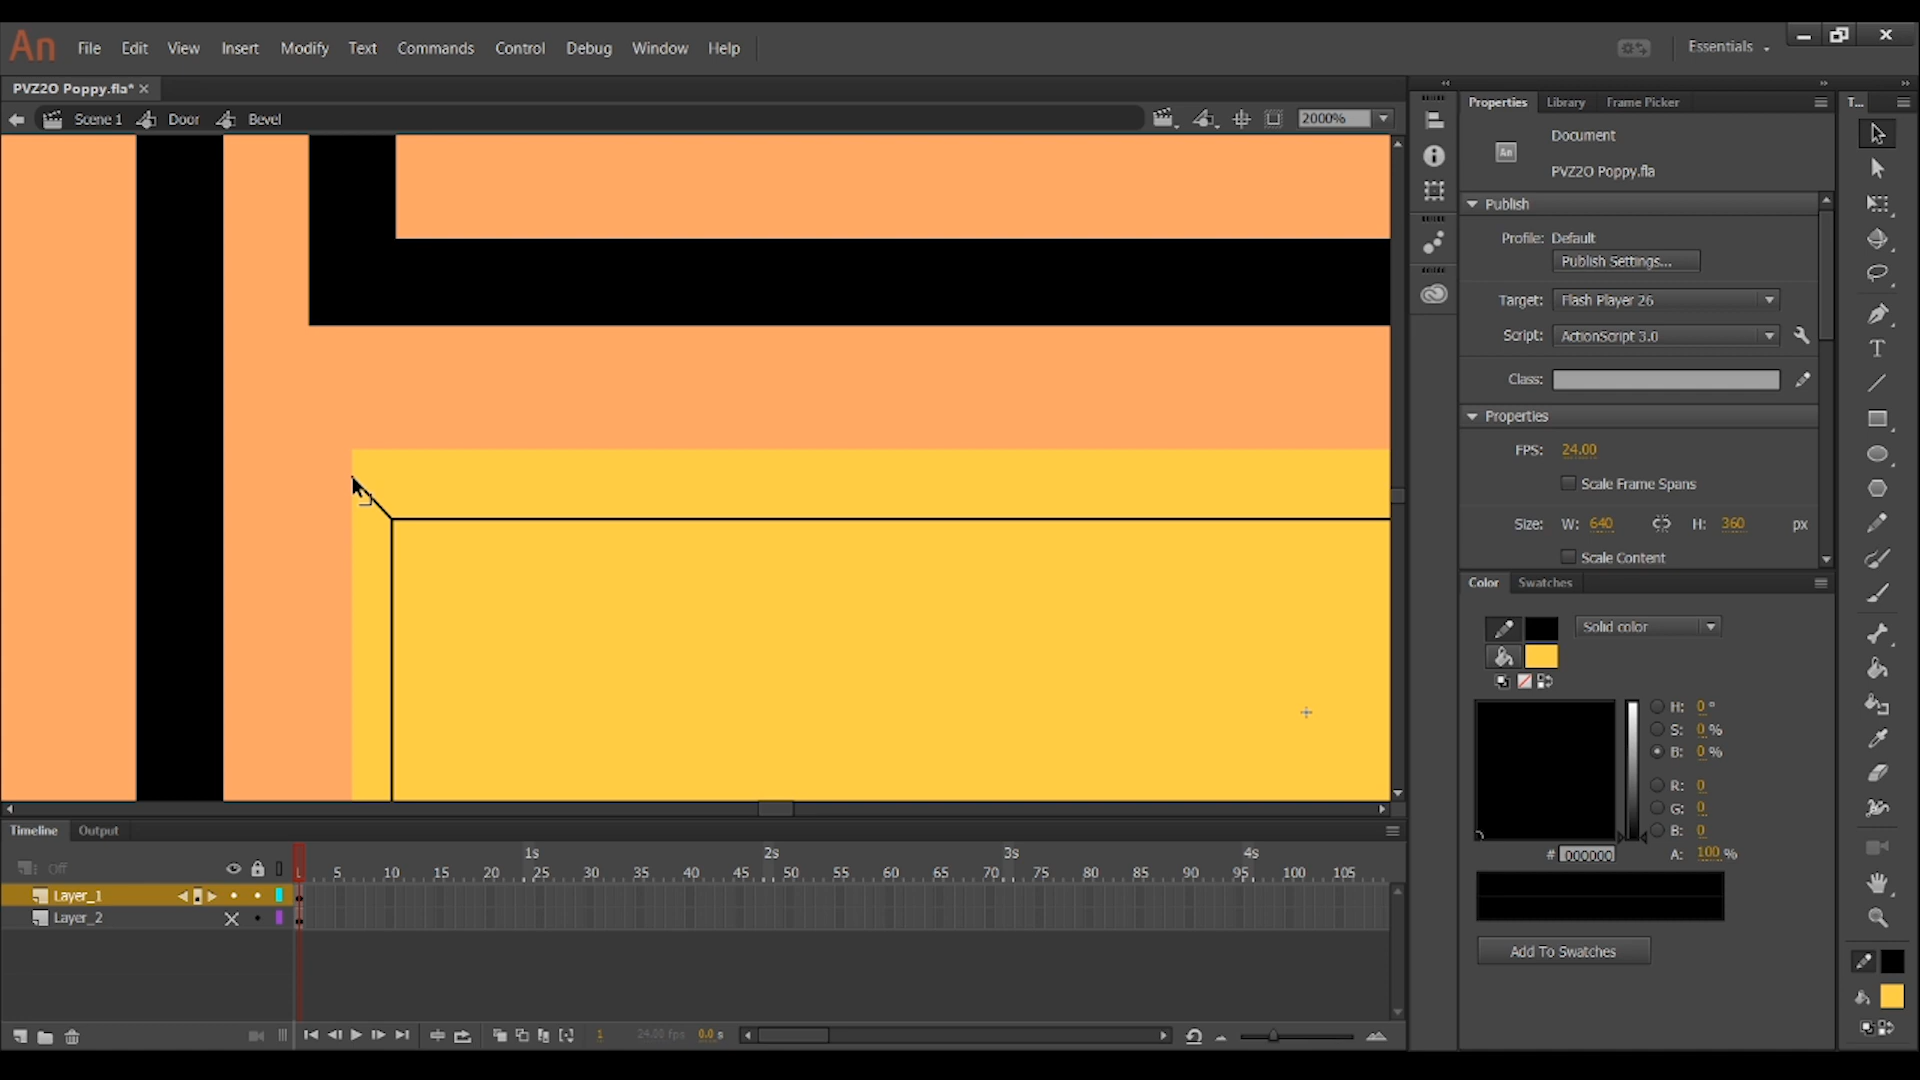 An File Edit View Insert Modify Text Commands Control Debug Window Help Essentials
PVZ2O Poppy.fla*
Scene 1 Door Bevel 2000%
Properties Library Frame Picker T...
Document
An
PVZ2O Poppy.fla
Publish
Profile: Default
Publish Settings...
Target: Flash Player 26
Script: ActionScript 3.0
Class:
Properties
FPS: 24.00
Scale Frame Spans
Size: W: 640 H: 360 px
Scale Content
Color Swatches
Solid color
H: 0 °
S: 0 %
B: 0 %
R: 0
G: 0
B: 0
# 000000 A: 100 %
Add To Swatches
Timeline Output
1s 2s 3s 4s
Off 1 5 10 15 20 25 30 35 40 45 50 55 60 65 70 75 80 85 90 95 100 105
Layer_1
Layer_2
1 24.00 fps 0.0 s